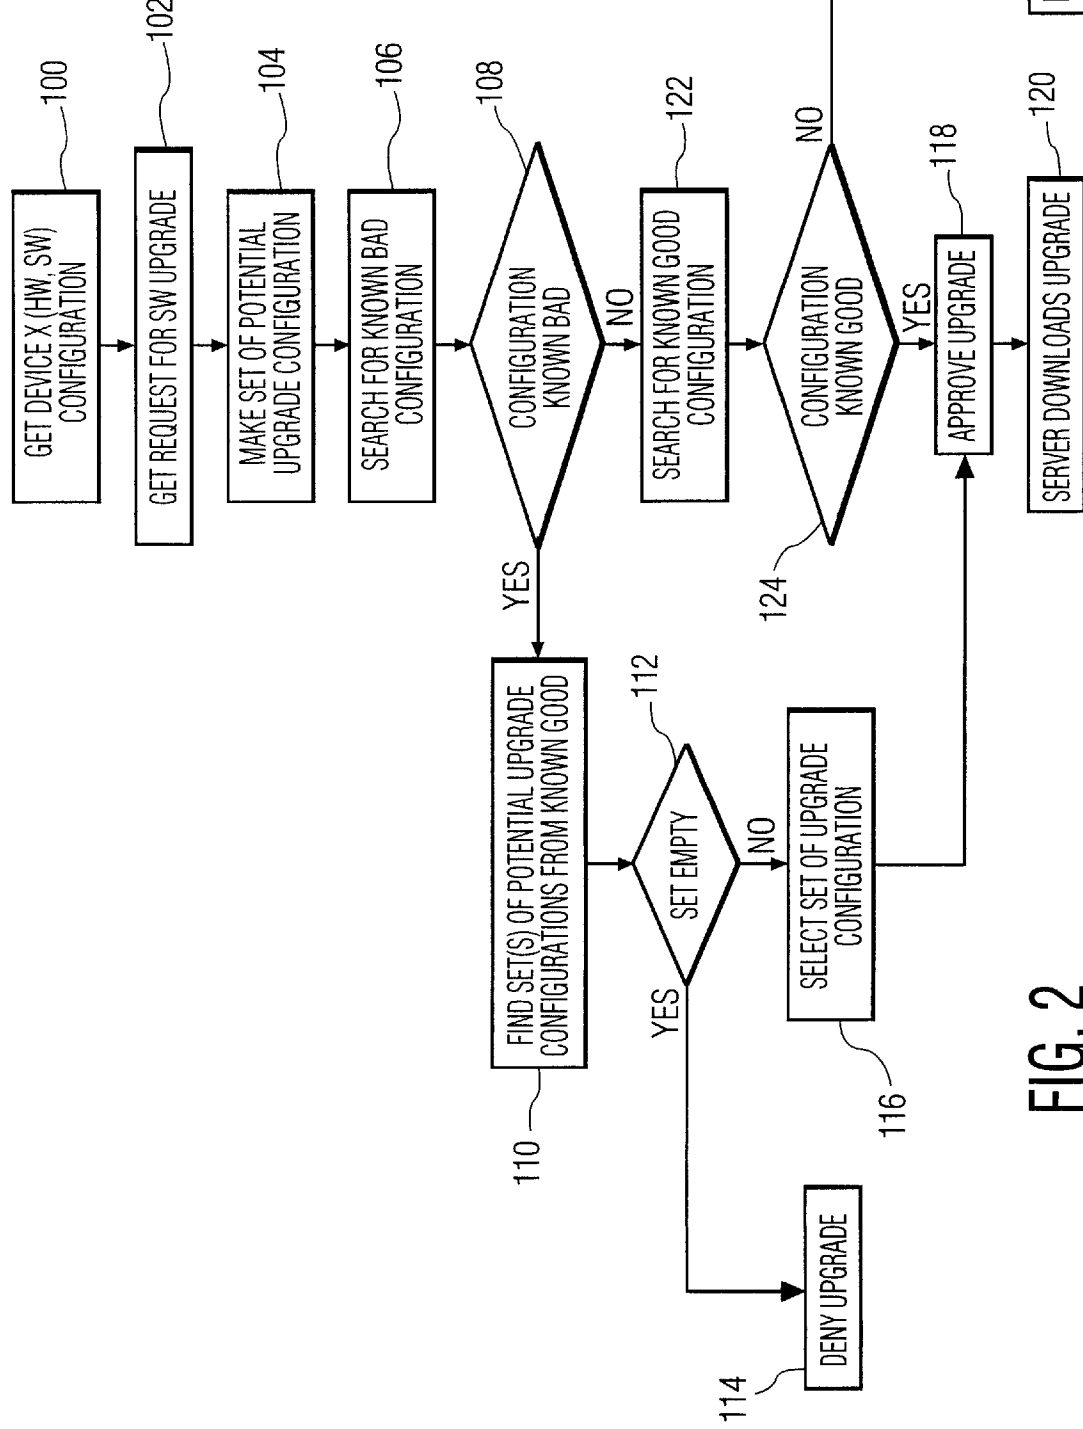 GET DEVICE X (HW, SW)
CONFIGURATION
100
GET REQUEST FOR SW UPGRADE
102
MAKE SET OF POTENTIAL
UPGRADE CONFIGURATION
104
SEARCH FOR KNOWN BAD
CONFIGURATION
106
CONFIGURATION
KNOWN BAD
108
YES
NO
FIND SET(S) OF POTENTIAL UPGRADE
CONFIGURATIONS FROM KNOWN GOOD
110
SEARCH FOR KNOWN GOOD
CONFIGURATION
122
SET EMPTY
112
YES
NO
CONFIGURATION
KNOWN GOOD
124
NO
YES
DENY UPGRADE
114
SELECT SET OF UPGRADE
CONFIGURATION
116
APPROVE UPGRADE
118
SERVER DOWNLOADS UPGRADE
120
FIG. 2